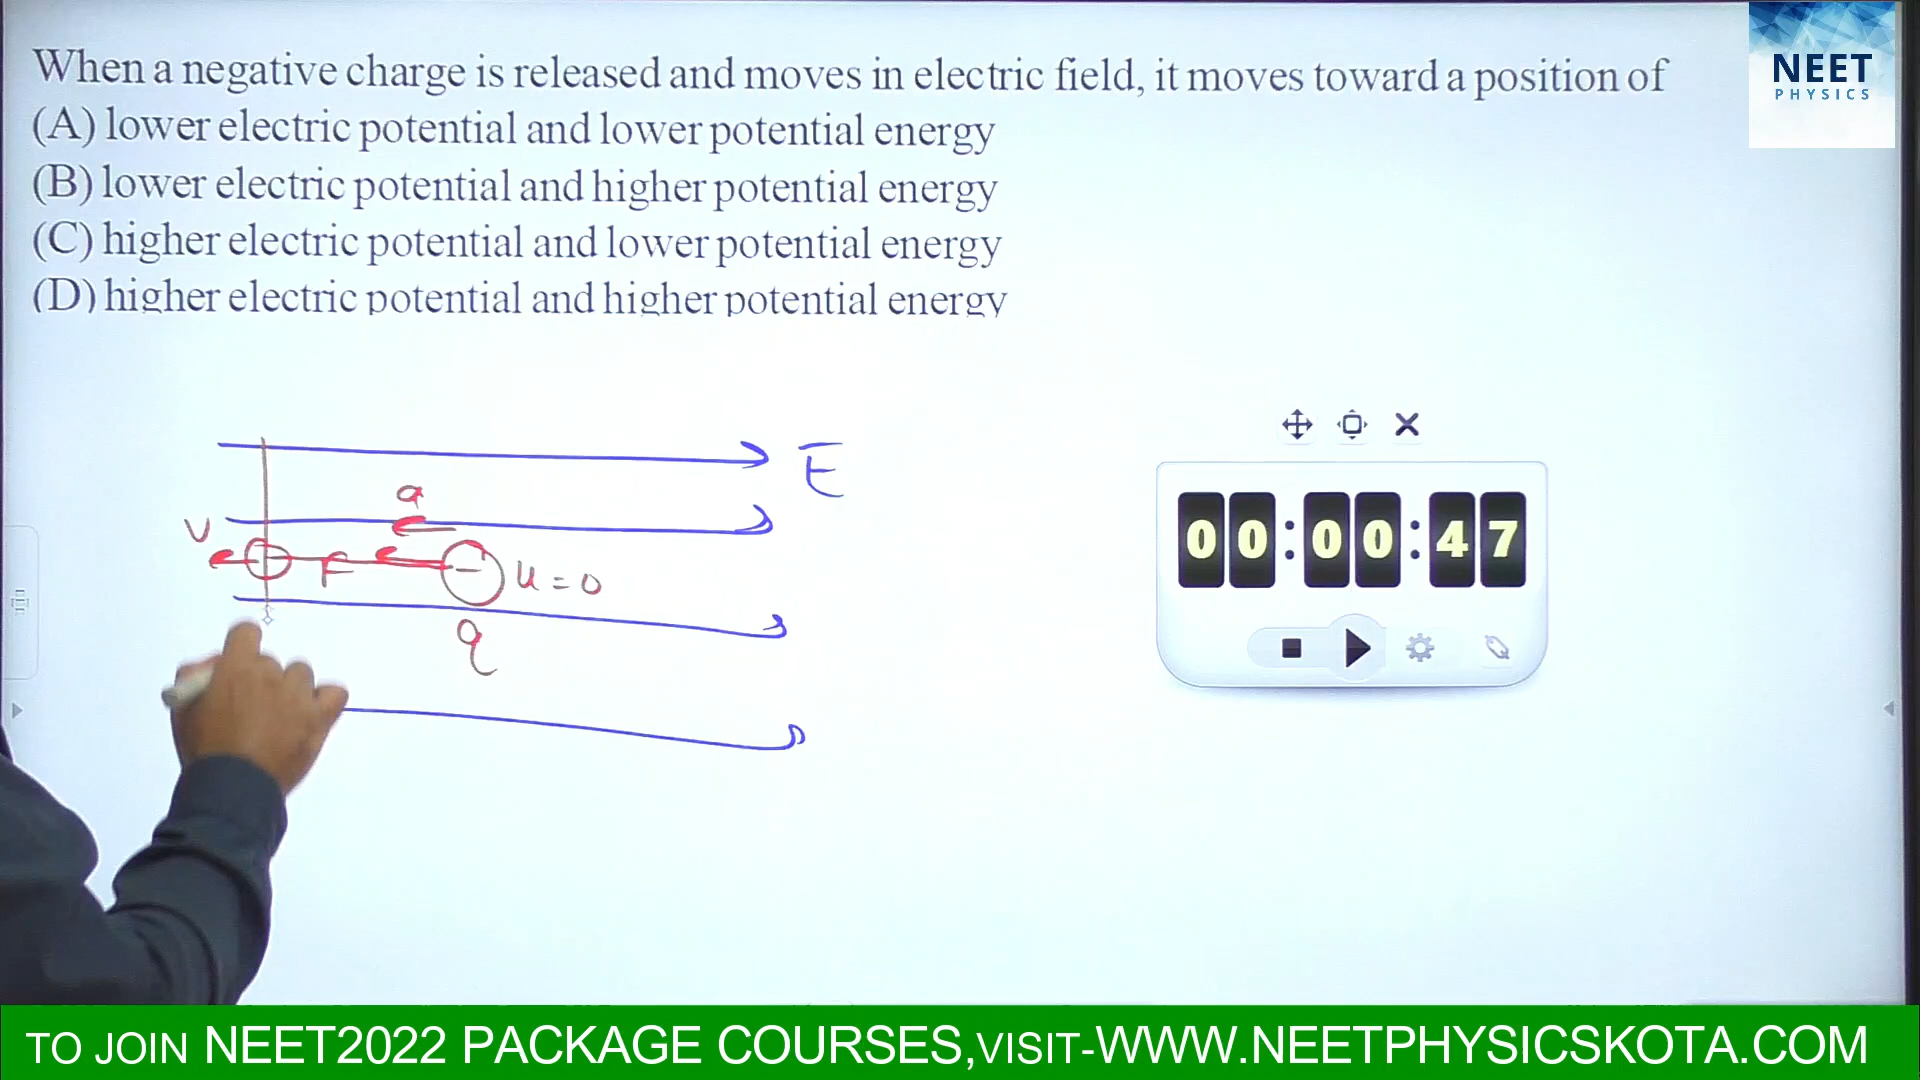 When a negative charge is released and moves in electric field, it moves toward a position of
(A) lower electric potential and lower potential energy
(B) lower electric potential and higher potential energy
(C) higher electric potential and lower potential energy
(D) higher electric potential and higher potential energy
NEET
PHYSICS
E
a
V
F
u = 0
q
00:00:47
TO JOIN NEET2022 PACKAGE COURSES,VISIT-WWW.NEETPHYSICSKOTA.COM